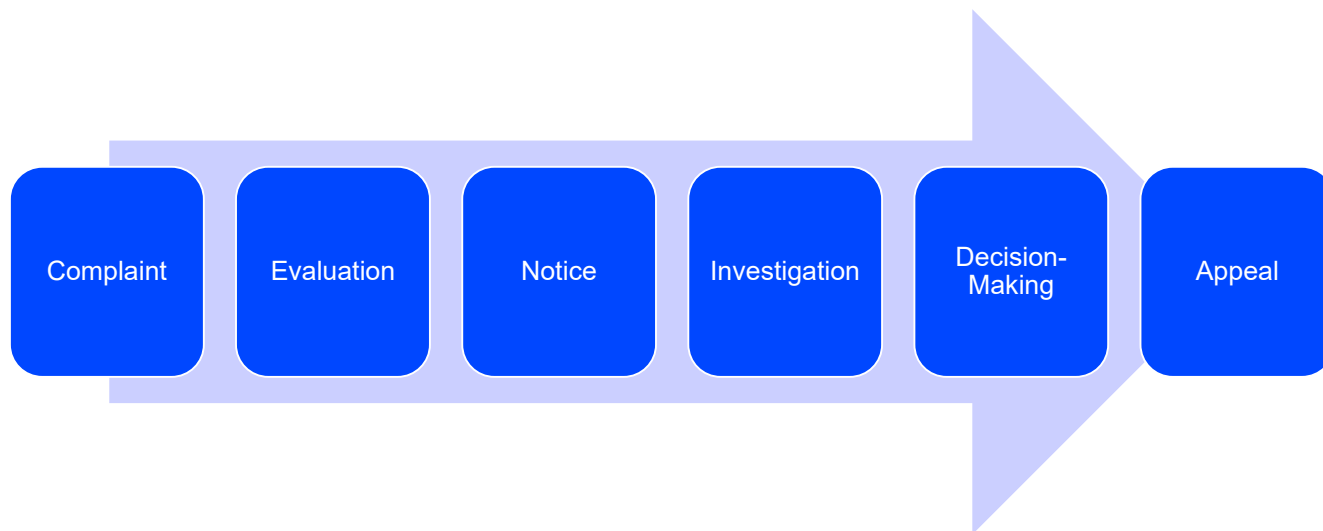 Complaint
Evaluation
Notice
Investigation
Decision-
Making
Appeal